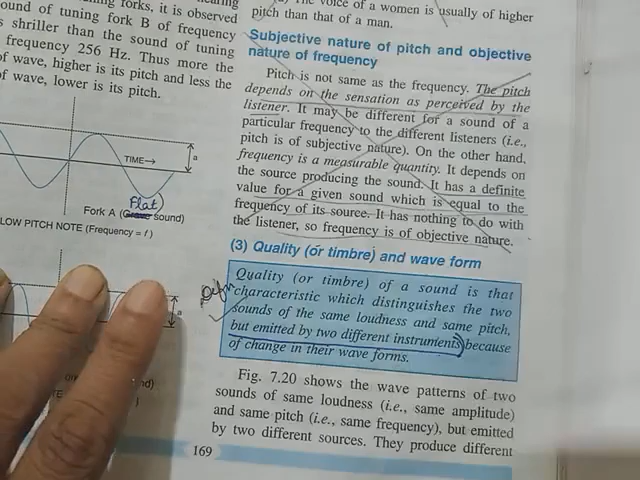 forks, it is observed
ound of tuning fork B of frequency
s shriller than the sound of tuning
frequency 256 Hz. Thus more the
of wave, higher is its pitch and less the
f wave, lower is its pitch.
TIME→
a
Flat
Fork A (Grave sound)
LOW PITCH NOTE (Frequency = f)
a
nd)
The voice of a women is usually of higher
pitch than that of a man.
Subjective nature of pitch and objective
nature of frequency
Pitch is not same as the frequency. The pitch
depends on the sensation as perceived by the
listener. It may be different for a sound of a
particular frequency to the different listeners (i.e.,
pitch is of subjective nature). On the other hand,
frequency is a measurable quantity. It depends on
the source producing the sound. It has a definite
value for a given sound which is equal to the
frequency of its source. It has nothing to do with
the listener, so frequency is of objective nature.
(3) Quality (or timbre) and wave form
Defn
Quality (or timbre) of a sound is that
characteristic which distinguishes the two
sounds of the same loudness and same pitch,
but emitted by two different instruments because
of change in their wave forms.
Fig. 7.20 shows the wave patterns of two
sounds of same loudness (i.e., same amplitude)
and same pitch (i.e., same frequency), but emitted
by two different sources. They produce different
169